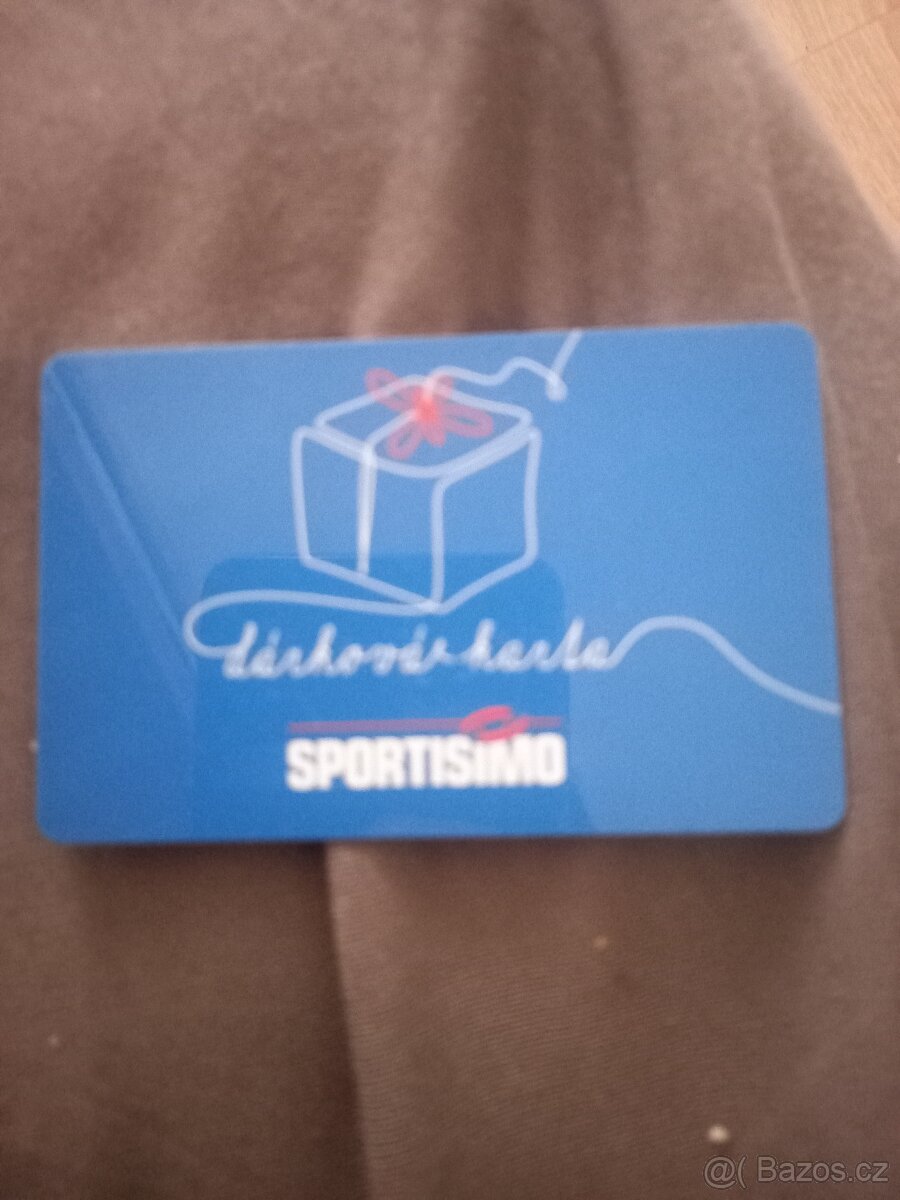 dárková karta
SPORTISIMO
@( Bazos.cz